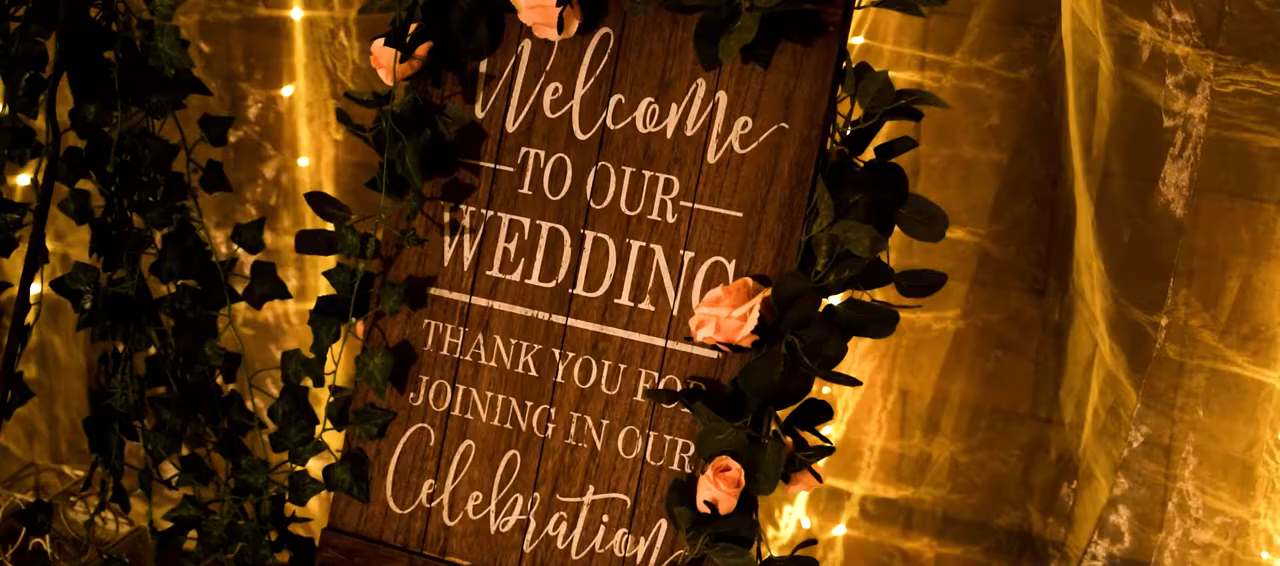 Welcome
TO OUR
WEDDING
THANK YOU FOR
JOINING IN OUR
Celebration